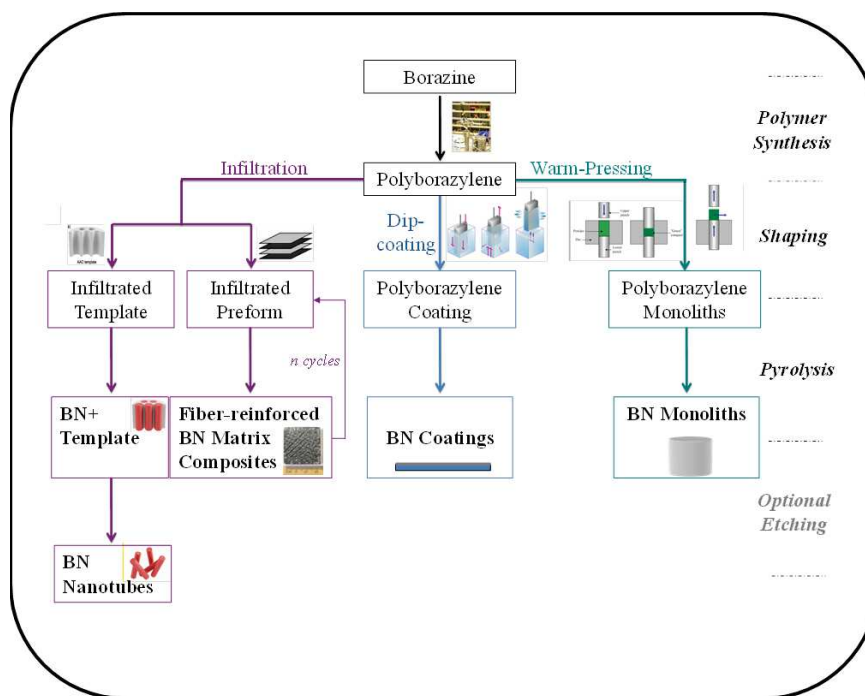 Borazine
Polymer
Synthesis
Infiltration
Polyborazylene
Warm-Pressing
Dip-
coating
Shaping
Infiltrated
Template
Infiltrated
Preform
Polyborazylene
Coating
Polyborazylene
Monoliths
n cycles
Pyrolysis
BN+
Template
Fiber-reinforced
BN Matrix
Composites
BN Coatings
BN Monoliths
Optional
Etching
BN
Nanotubes